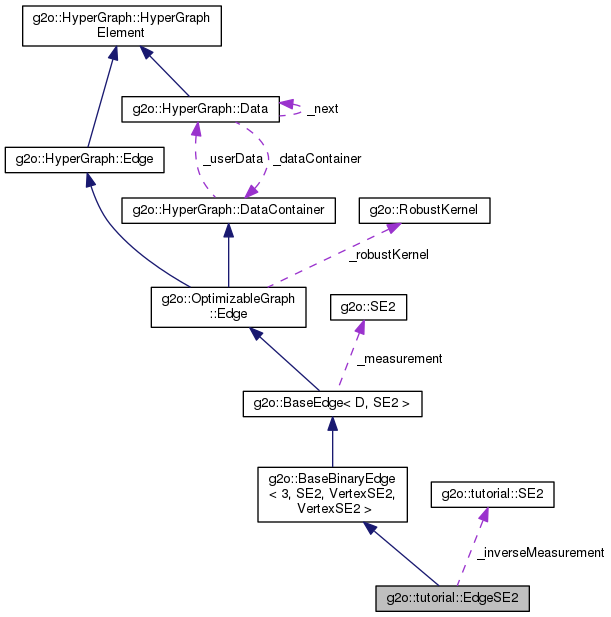 g2o::HyperGraph::HyperGraph
Element
g2o::HyperGraph::Data
_next
g2o::HyperGraph::Edge
_userData
_dataContainer
g2o::HyperGraph::DataContainer
g2o::RobustKernel
_robustKernel
g2o::OptimizableGraph
::Edge
g2o::SE2
_measurement
g2o::BaseEdge< D, SE2 >
g2o::BaseBinaryEdge
< 3, SE2, VertexSE2,
VertexSE2 >
g2o::tutorial::SE2
_inverseMeasurement
g2o::tutorial::EdgeSE2